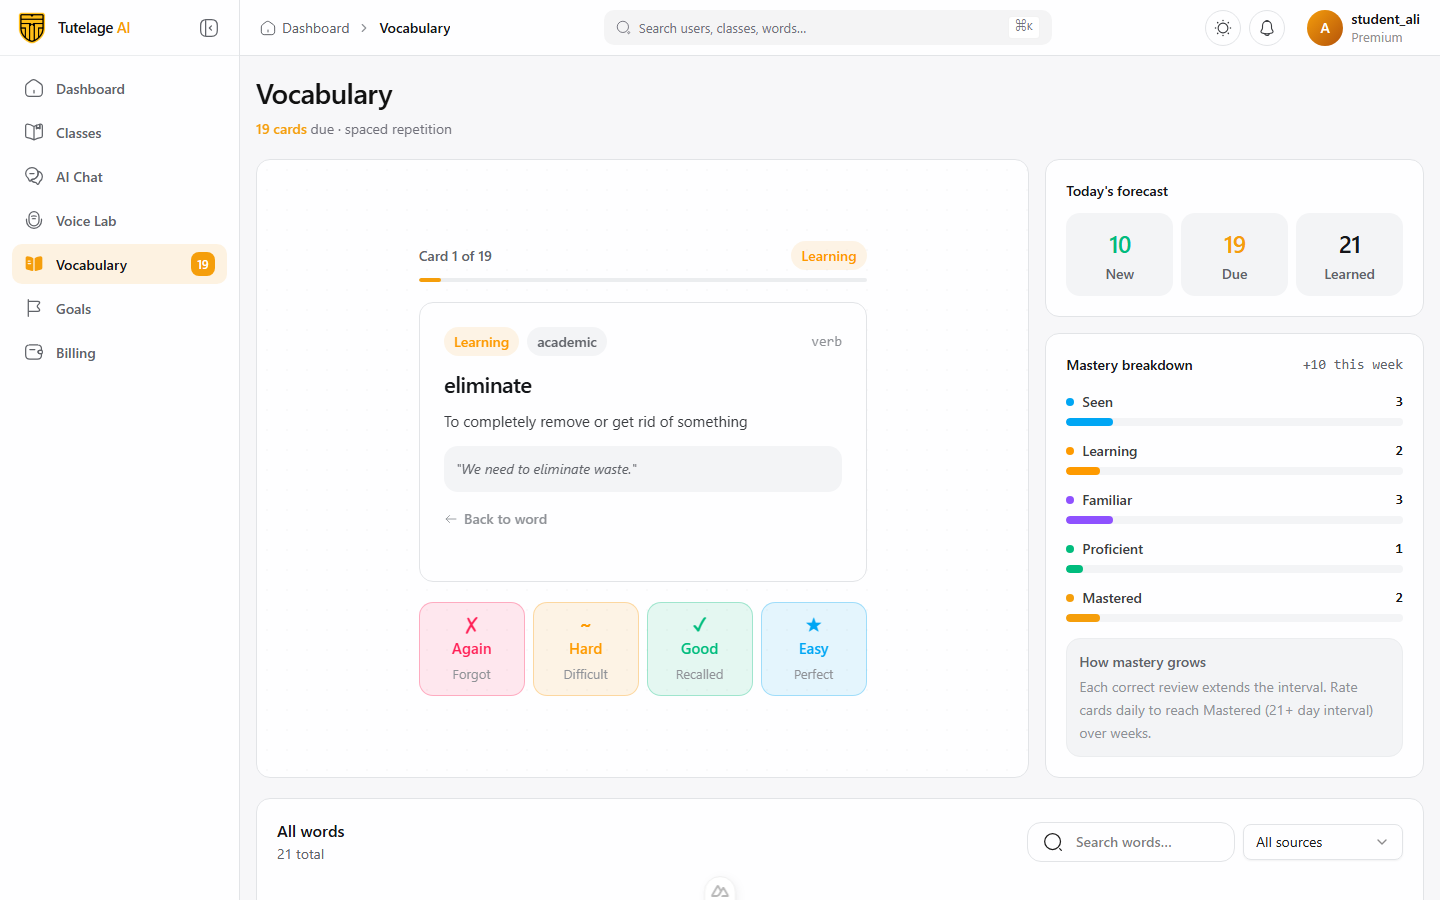 Tutelage AI
Dashboard
Vocabulary
Search users, classes, words...
⌘K
A
student_ali
Premium
Dashboard
Classes
AI Chat
Voice Lab
Vocabulary
19
Goals
Billing
Vocabulary
19 cards due · spaced repetition
Card 1 of 19
Learning
Learning
academic
verb
eliminate
To completely remove or get rid of something
"We need to eliminate waste."
← Back to word
✗
Again
Forgot
~
Hard
Difficult
✓
Good
Recalled
★
Easy
Perfect
Today's forecast
10
New
19
Due
21
Learned
Mastery breakdown
+10 this week
Seen
3
Learning
2
Familiar
3
Proficient
1
Mastered
2
How mastery grows
Each correct review extends the interval. Rate
cards daily to reach Mastered (21+ day interval)
over weeks.
All words
21 total
Search words...
All sources